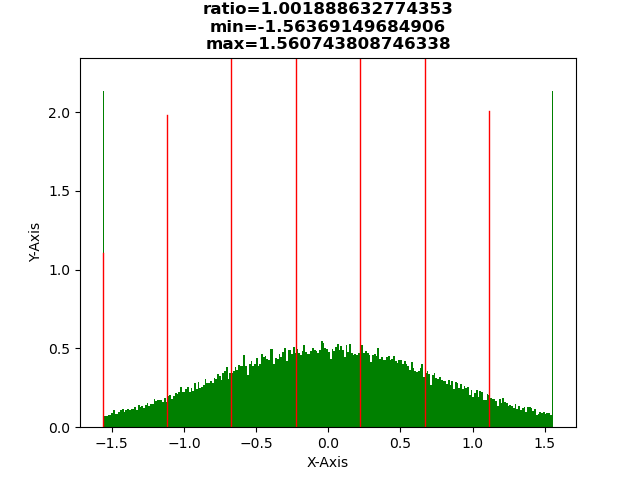 ratio=1.001888632774353
min=-1.56369149684906
max=1.560743808746338
2.0
1.5
1.0
0.5
0.0
Y-Axis
−1.5 −1.0 −0.5 0.0 0.5 1.0 1.5
X-Axis